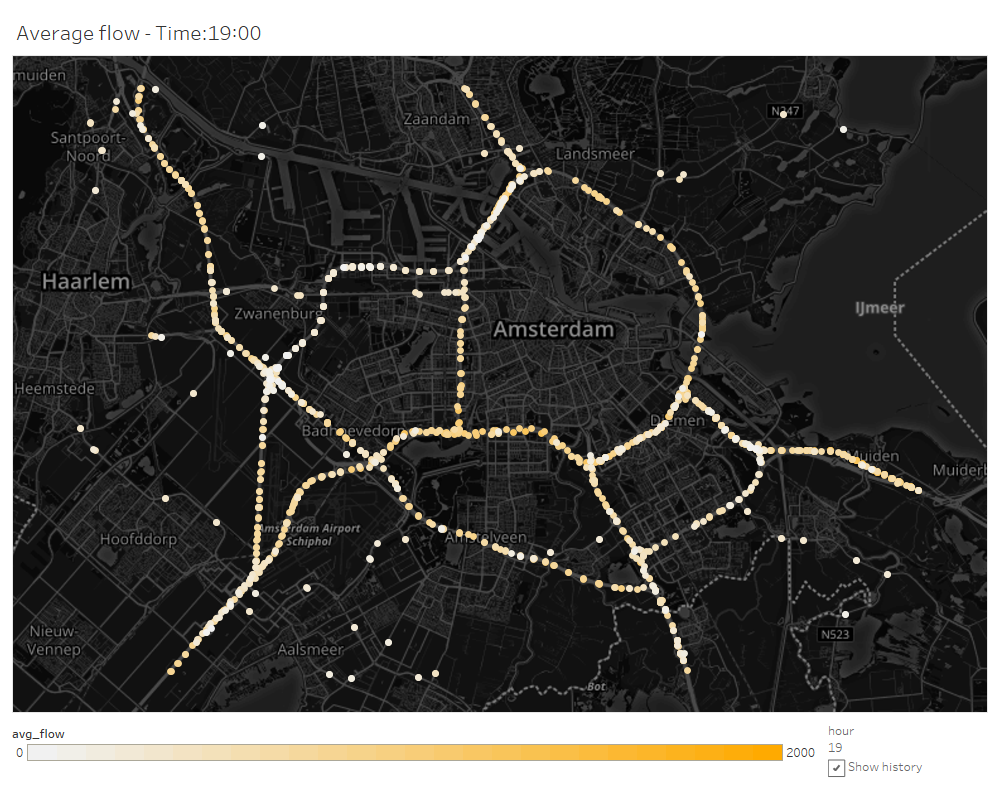 Average flow - Time:19:00
muiden
Zaandam
N247
Santpoort-
Noord
Landsmeer
Haarlem
IJmeer
Zwanenburg
Amsterdam
Heemstede
Diemen
Badhoevedorp
Muiden
Muiderb
Amsterdam Airport
Schiphol
Amstelveen
Hoofddorp
Nieuw-
Vennep
Aalsmeer
N523
Bot
avg_flow
0
2000
hour
19
Show history